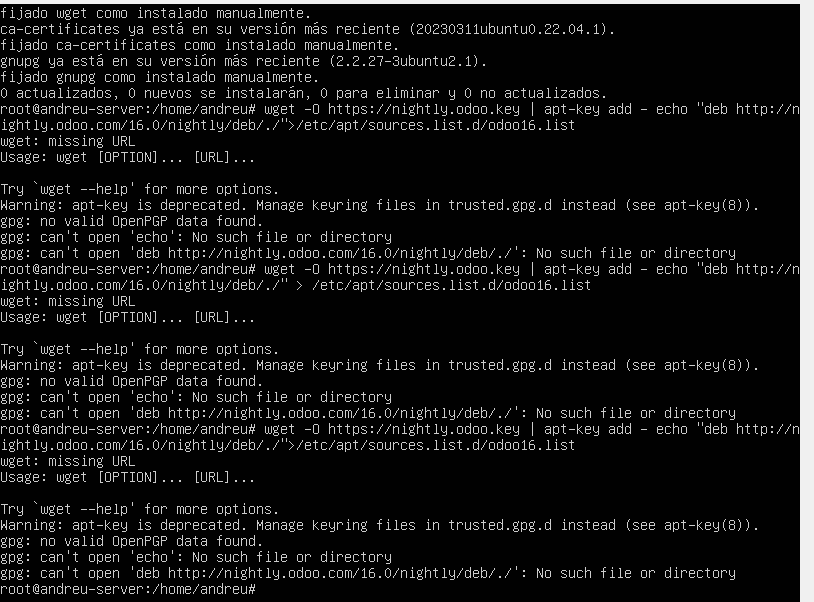 fijado wget como instalado manualmente.
ca-certificates ya está en su versión más reciente (20230311ubuntu0.22.04.1).
fijado ca-certificates como instalado manualmente.
gnupg ya está en su versión más reciente (2.2.27-3ubuntu2.1).
fijado gnupg como instalado manualmente.
0 actualizados, 0 nuevos se instalarán, 0 para eliminar y 0 no actualizados.
root@andreu-server:/home/andreu# wget -O https://nightly.odoo.key | apt-key add - echo "deb http://n
ightly.odoo.com/16.0/nightly/deb/./">/etc/apt/sources.list.d/odoo16.list
wget: missing URL
Usage: wget [OPTION]... [URL]...
Try `wget --help' for more options.
Warning: apt-key is deprecated. Manage keyring files in trusted.gpg.d instead (see apt-key(8)).
gpg: no valid OpenPGP data found.
gpg: can't open 'echo': No such file or directory
gpg: can't open 'deb http://nightly.odoo.com/16.0/nightly/deb/./': No such file or directory
root@andreu-server:/home/andreu# wget -O https://nightly.odoo.key | apt-key add - echo "deb http://n
ightly.odoo.com/16.0/nightly/deb/./" > /etc/apt/sources.list.d/odoo16.list
wget: missing URL
Usage: wget [OPTION]... [URL]...
Try `wget --help' for more options.
Warning: apt-key is deprecated. Manage keyring files in trusted.gpg.d instead (see apt-key(8)).
gpg: no valid OpenPGP data found.
gpg: can't open 'echo': No such file or directory
gpg: can't open 'deb http://nightly.odoo.com/16.0/nightly/deb/./': No such file or directory
root@andreu-server:/home/andreu# wget -O https://nightly.odoo.key | apt-key add - echo "deb http://n
ightly.odoo.com/16.0/nightly/deb/./">/etc/apt/sources.list.d/odoo16.list
wget: missing URL
Usage: wget [OPTION]... [URL]...
Try `wget --help' for more options.
Warning: apt-key is deprecated. Manage keyring files in trusted.gpg.d instead (see apt-key(8)).
gpg: no valid OpenPGP data found.
gpg: can't open 'echo': No such file or directory
gpg: can't open 'deb http://nightly.odoo.com/16.0/nightly/deb/./': No such file or directory
root@andreu-server:/home/andreu#